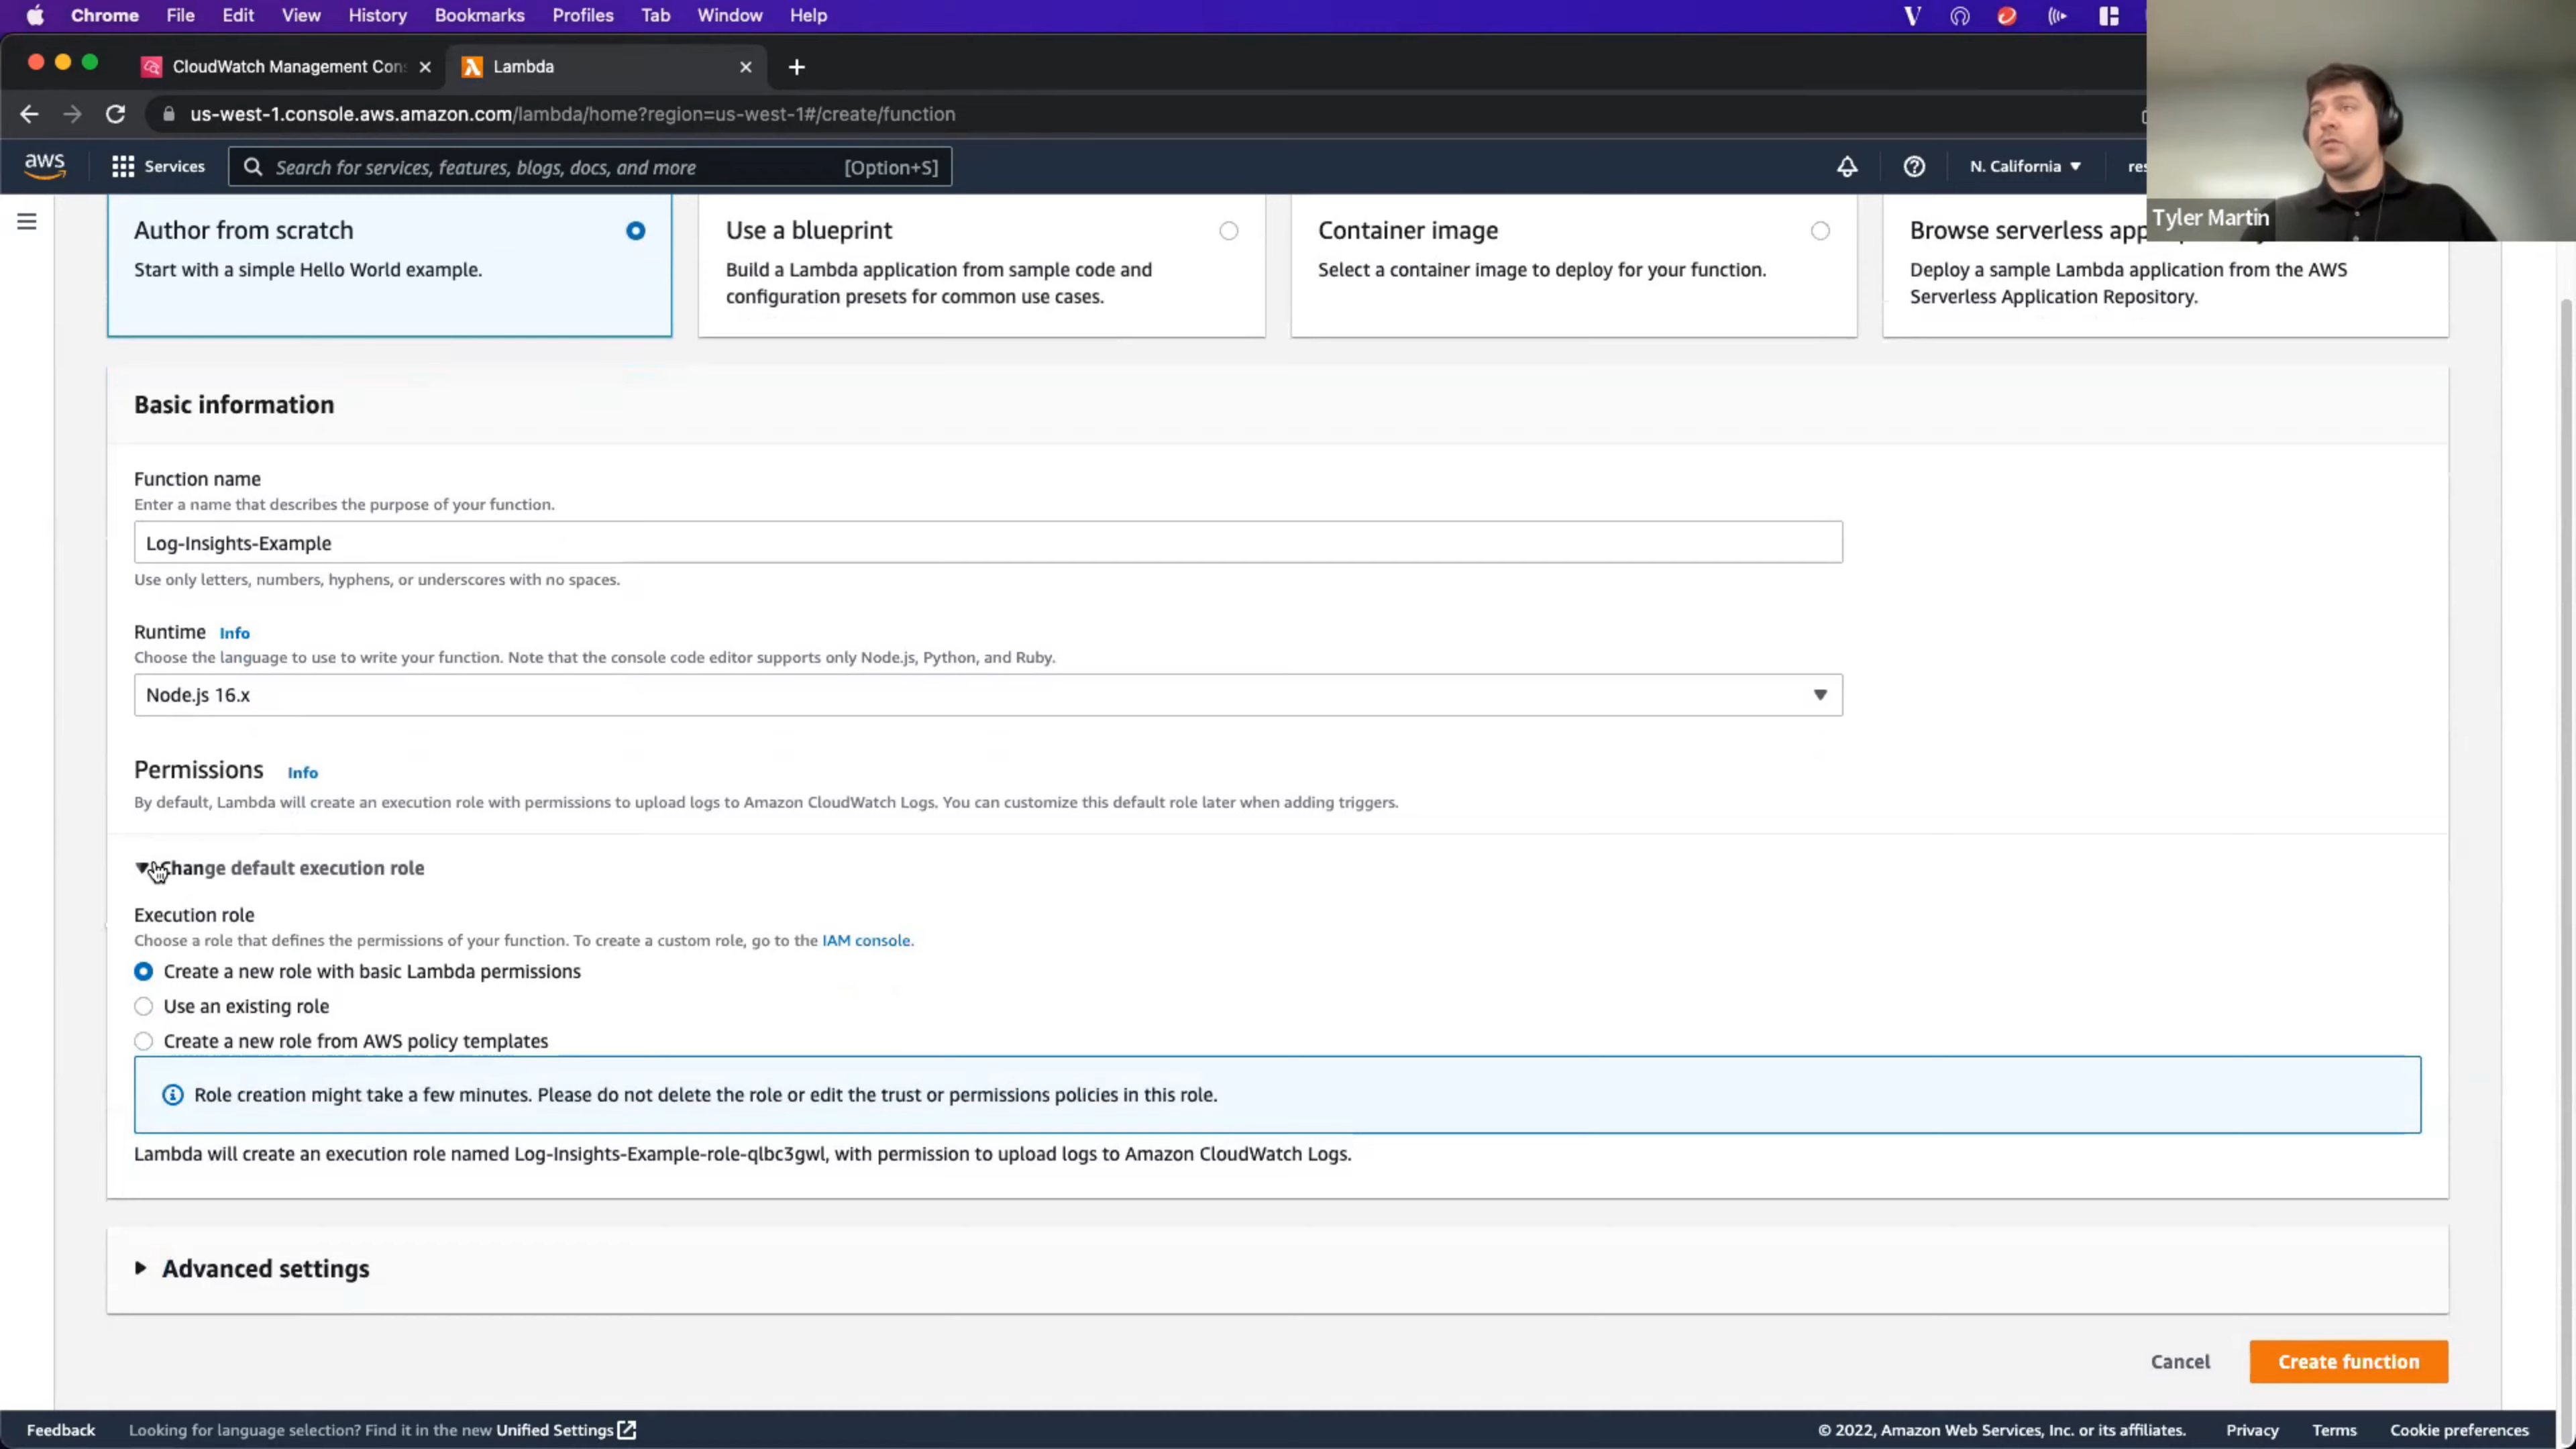 Chrome File Edit View History Bookmarks Profiles Tab Window Help
CloudWatch Management Con Lambda
us-west-1.console.aws.amazon.com/lambda/home?region=us-west-1#/create/function
aws Services Search for services, features, blogs, docs, and more [Option+S] N. California
Tyler Martin
Author from scratch
Start with a simple Hello World example.
Use a blueprint
Build a Lambda application from sample code and
configuration presets for common use cases.
Container image
Select a container image to deploy for your function.
Browse serverless app
Deploy a sample Lambda application from the AWS
Serverless Application Repository.
Basic information
Function name
Enter a name that describes the purpose of your function.
Log-Insights-Example
Use only letters, numbers, hyphens, or underscores with no spaces.
Runtime Info
Choose the language to use to write your function. Note that the console code editor supports only Node.js, Python, and Ruby.
Node.js 16.x
Permissions Info
By default, Lambda will create an execution role with permissions to upload logs to Amazon CloudWatch Logs. You can customize this default role later when adding triggers.
Change default execution role
Execution role
Choose a role that defines the permissions of your function. To create a custom role, go to the IAM console.
Create a new role with basic Lambda permissions
Use an existing role
Create a new role from AWS policy templates
Role creation might take a few minutes. Please do not delete the role or edit the trust or permissions policies in this role.
Lambda will create an execution role named Log-Insights-Example-role-qlbc3gwl, with permission to upload logs to Amazon CloudWatch Logs.
Advanced settings
Cancel Create function
Feedback Looking for language selection? Find it in the new Unified Settings © 2022, Amazon Web Services, Inc. or its affiliates. Privacy Terms Cookie preferences